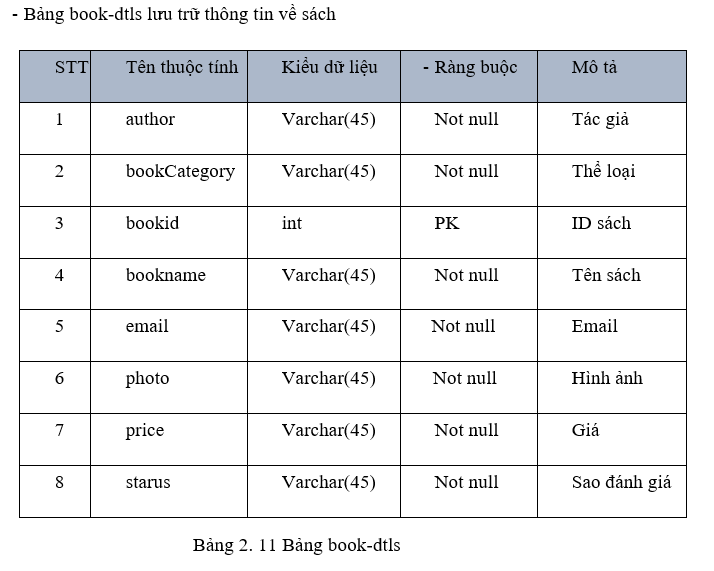 - Bảng book-dtls lưu trữ thông tin về sách
STT Tên thuộc tính Kiểu dữ liệu - Ràng buộc Mô tả
1 author Varchar(45) Not null Tác giả
2 bookCategory Varchar(45) Not null Thể loại
3 bookid int PK ID sách
4 bookname Varchar(45) Not null Tên sách
5 email Varchar(45) Not null Email
6 photo Varchar(45) Not null Hình ảnh
7 price Varchar(45) Not null Giá
8 starus Varchar(45) Not null Sao đánh giá
Bảng 2. 11 Bảng book-dtls